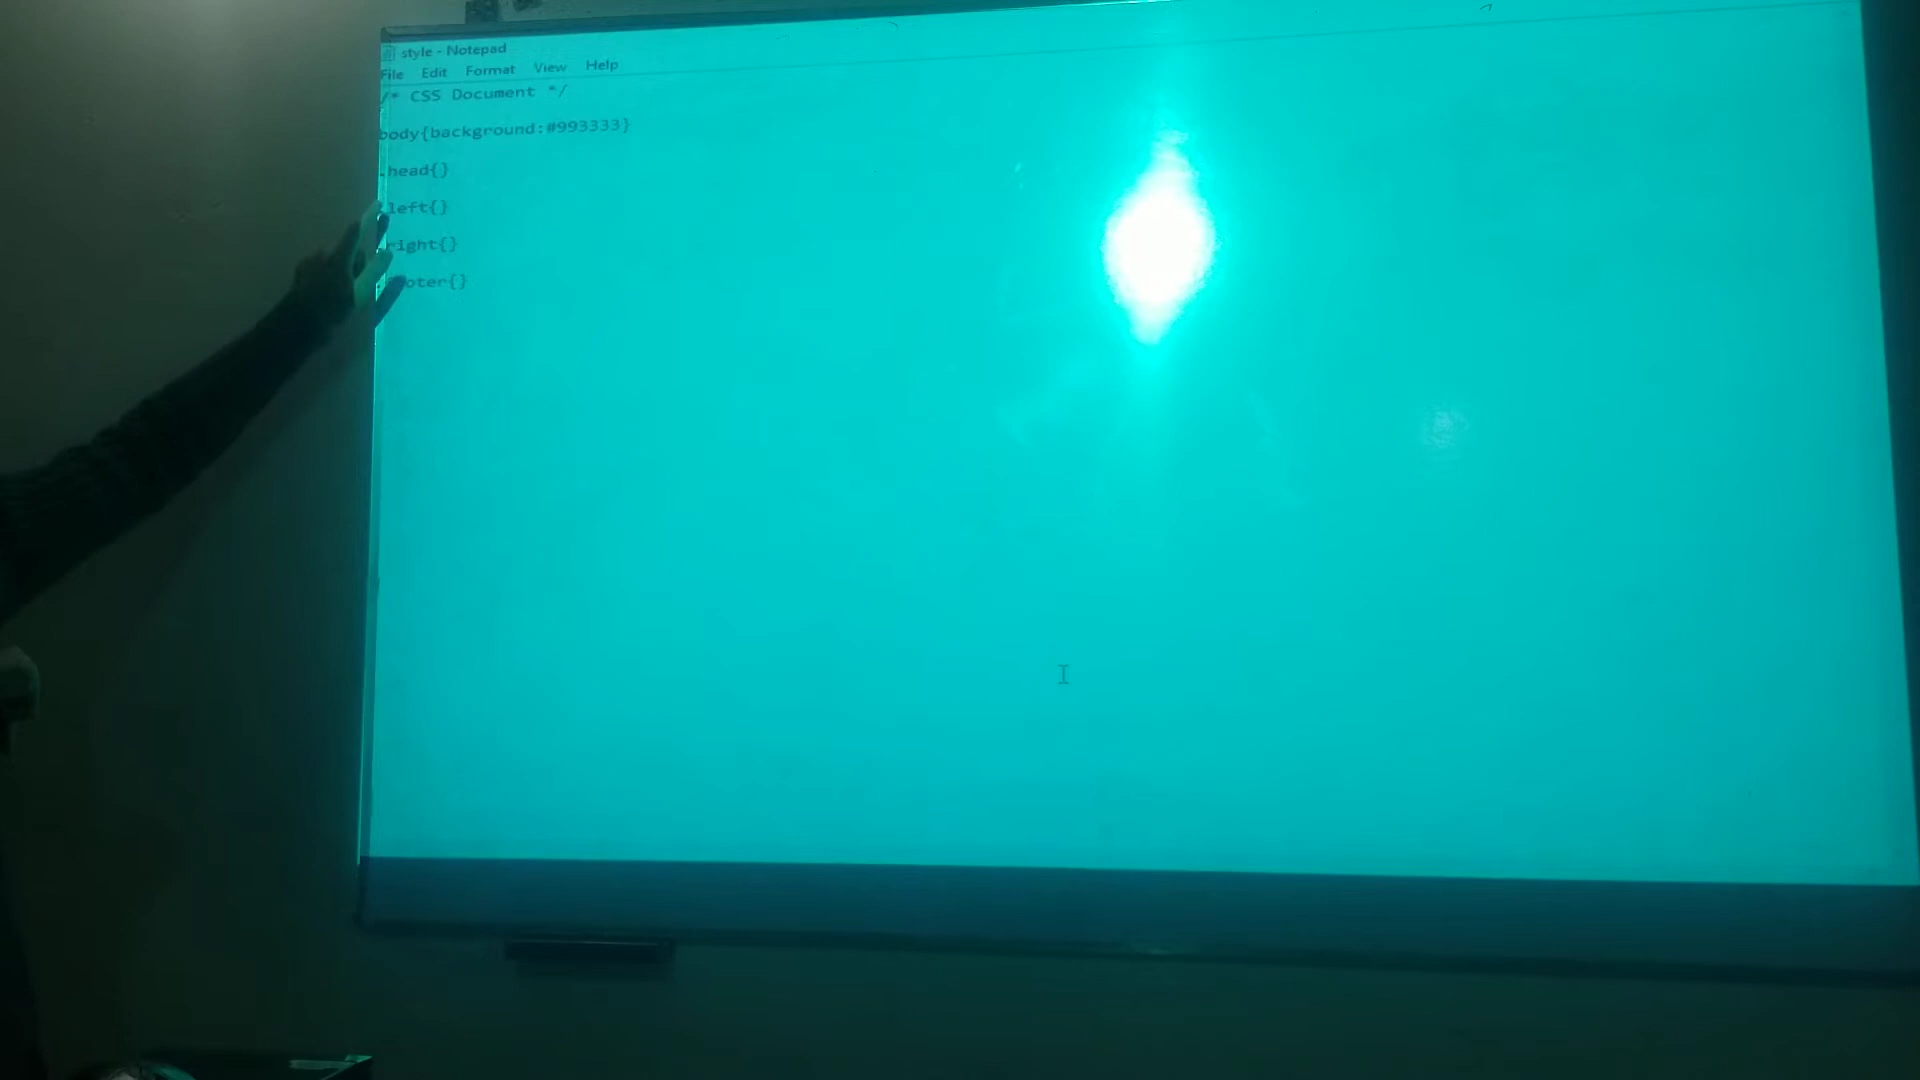 style - Notepad
File Edit Format View Help
/* CSS Document */
body{background:#993333}
.head{}
left{}
ight{}
oter{}